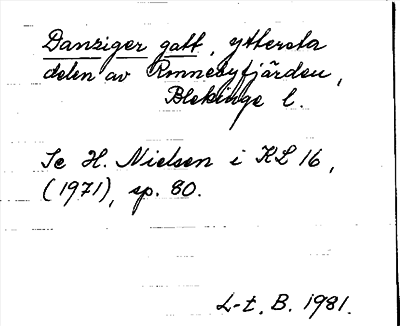 Danziger gatt, yttersta
delen av Ronnebyfjärden,
Blekinge l.
Se H. Nielsen i KL 16,
(1971), sp. 80.
L-t. B. 1981.